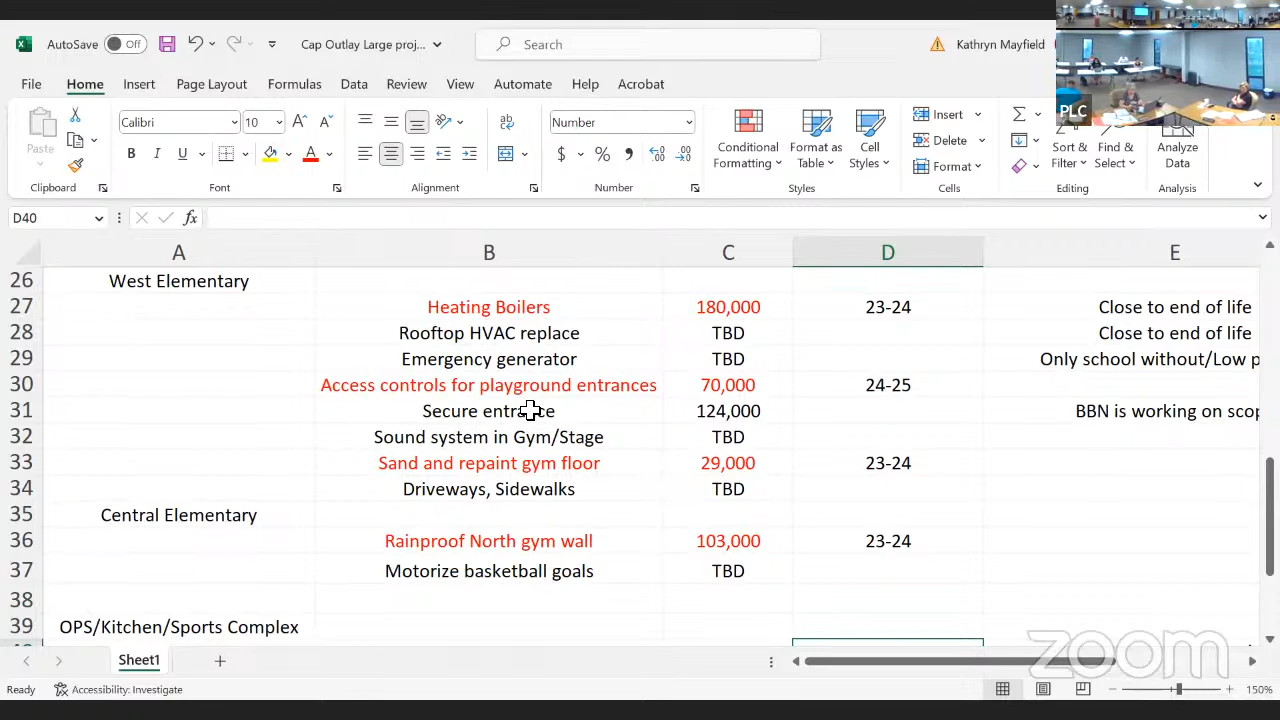 AutoSave Off Cap Outlay Large proj... Search Kathryn Mayfield
File Home Insert Page Layout Formulas Data Review View Automate Help Acrobat
PLC
Paste Calibri 10 A A B I U A ab Number $ % 9 Conditional Formatting Format as Table Cell Styles Insert Delete Format Sort & Filter Find & Select Analyze Data
Clipboard Font Alignment Number Styles Cells Editing Analysis
D40 fx
A B C D E
26 West Elementary
27 Heating Boilers 180,000 23-24 Close to end of life
28 Rooftop HVAC replace TBD Close to end of life
29 Emergency generator TBD Only school without/Low p
30 Access controls for playground entrances 70,000 24-25
31 Secure entrance 124,000 BBN is working on scop
32 Sound system in Gym/Stage TBD
33 Sand and repaint gym floor 29,000 23-24
34 Driveways, Sidewalks TBD
35 Central Elementary
36 Rainproof North gym wall 103,000 23-24
37 Motorize basketball goals TBD
38
39 OPS/Kitchen/Sports Complex
Sheet1
zoom
Ready Accessibility: Investigate 150%